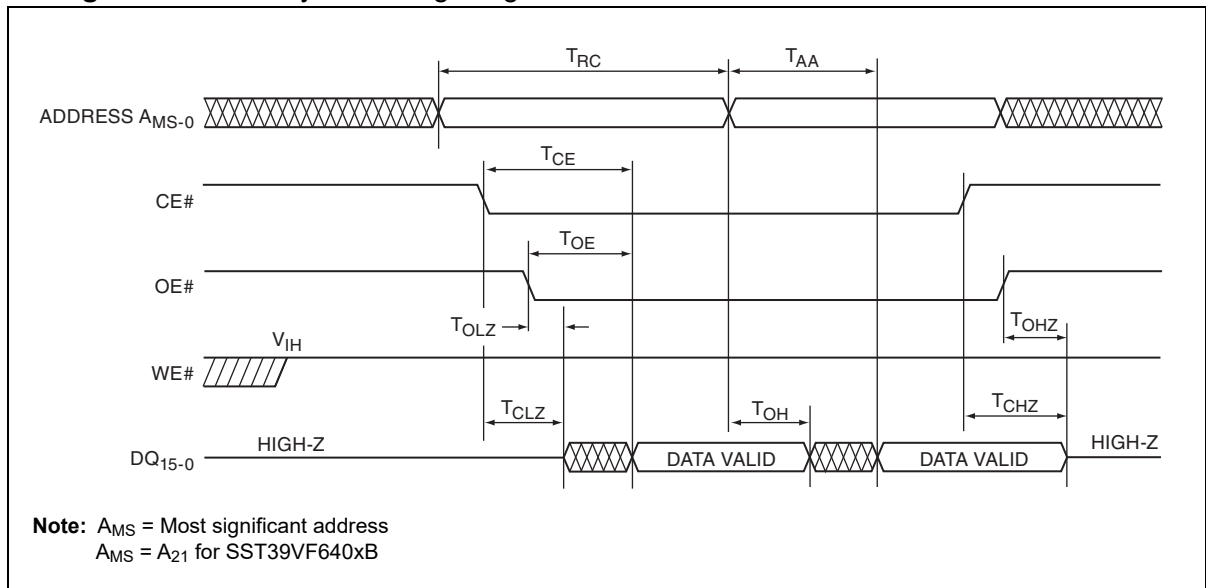 TRC TAA
ADDRESS AMS-0
TCE
CE#
TOE
OE#
TOLZ TOHZ
VIH
WE#
TCLZ TOH TCHZ
HIGH-Z HIGH-Z
DQ15-0 DATA VALID DATA VALID
Note: AMS = Most significant address
AMS = A21 for SST39VF640xB